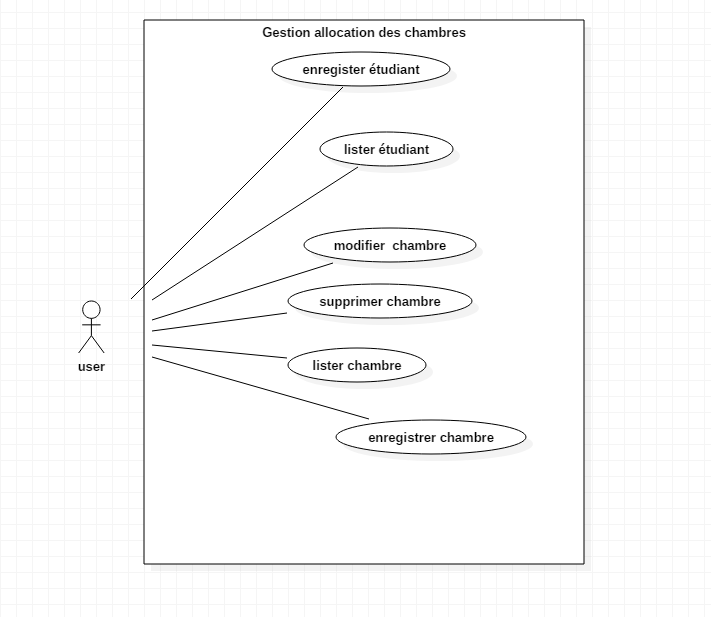 Gestion allocation des chambres
enregister étudiant
lister étudiant
modifier  chambre
supprimer chambre
user
lister chambre
enregistrer chambre